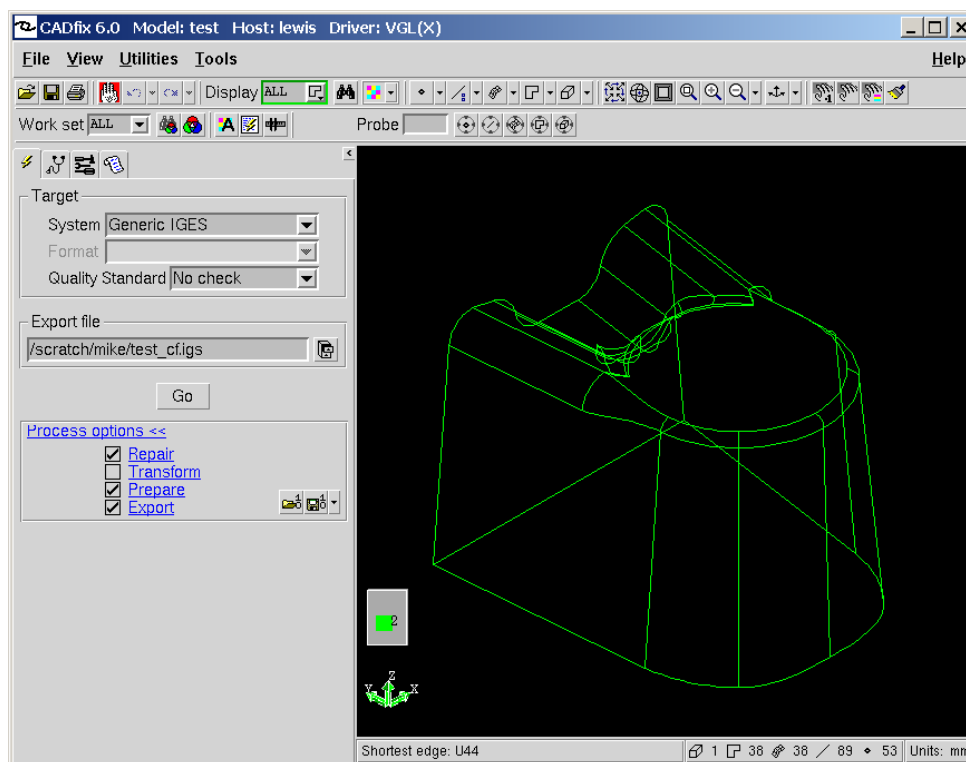 CADfix 6.0 Model: test Host: lewis Driver: VGL(X)
File View Utilities Tools Help
Display ALL
Work set ALL Probe
Target
System Generic IGES
Format
Quality Standard No check
Export file
/scratch/mike/test_cf.igs
Go
Process options <<
Repair
Transform
Prepare
Export
2
Z
Y X
Shortest edge: U44 1 38 38 89 53 Units: mm